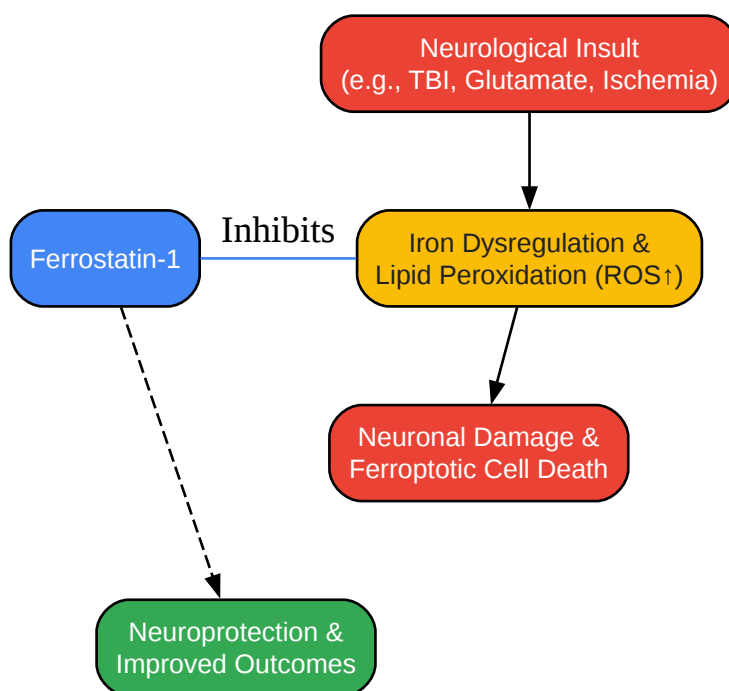 Neurological Insult
(e.g., TBI, Glutamate, Ischemia)
Inhibits
Ferrostatin-1
Iron Dysregulation &
Lipid Peroxidation (ROS↑)
Neuronal Damage &
Ferroptotic Cell Death
Neuroprotection &
Improved Outcomes